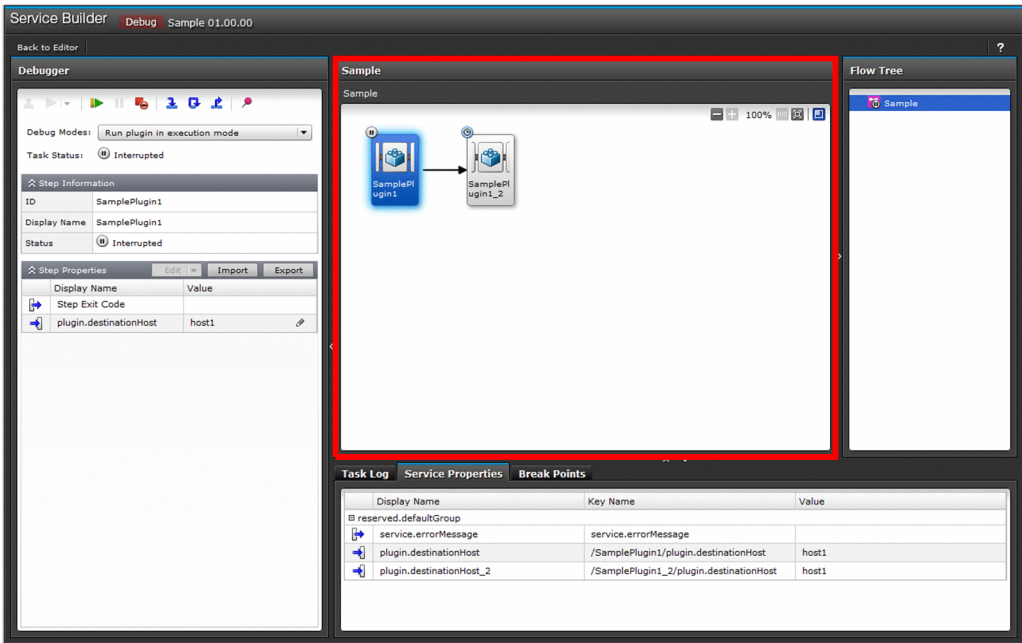 Service Builder Debug Sample 01.00.00
Back to Editor ?
Debugger
Debug Modes: Run plugin in execution mode
Task Status: Interrupted
Step Information
ID SamplePlugin1
Display Name SamplePlugin1
Status Interrupted
Step Properties Edit Import Export
Display Name Value
Step Exit Code
plugin.destinationHost host1
Sample
Sample
100%
SamplePl
ugin1
SamplePl
ugin1_2
Flow Tree
Sample
Task Log Service Properties Break Points
Display Name Key Name Value
reserved.defaultGroup
service.errorMessage service.errorMessage
plugin.destinationHost /SamplePlugin1/plugin.destinationHost host1
plugin.destinationHost_2 /SamplePlugin1_2/plugin.destinationHost host1